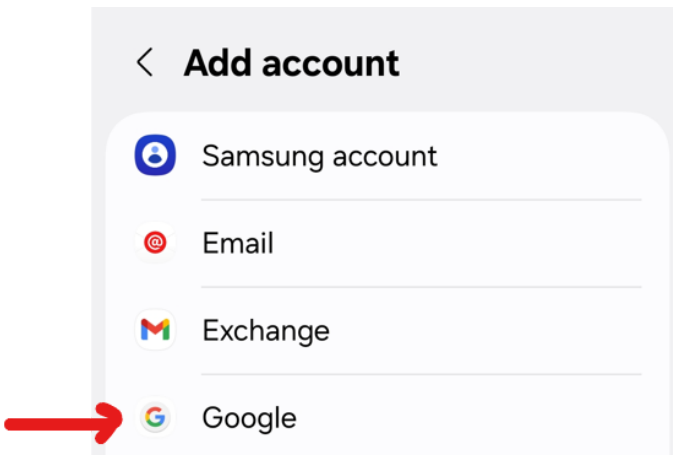 Add account
Samsung account
Email
Exchange
Google